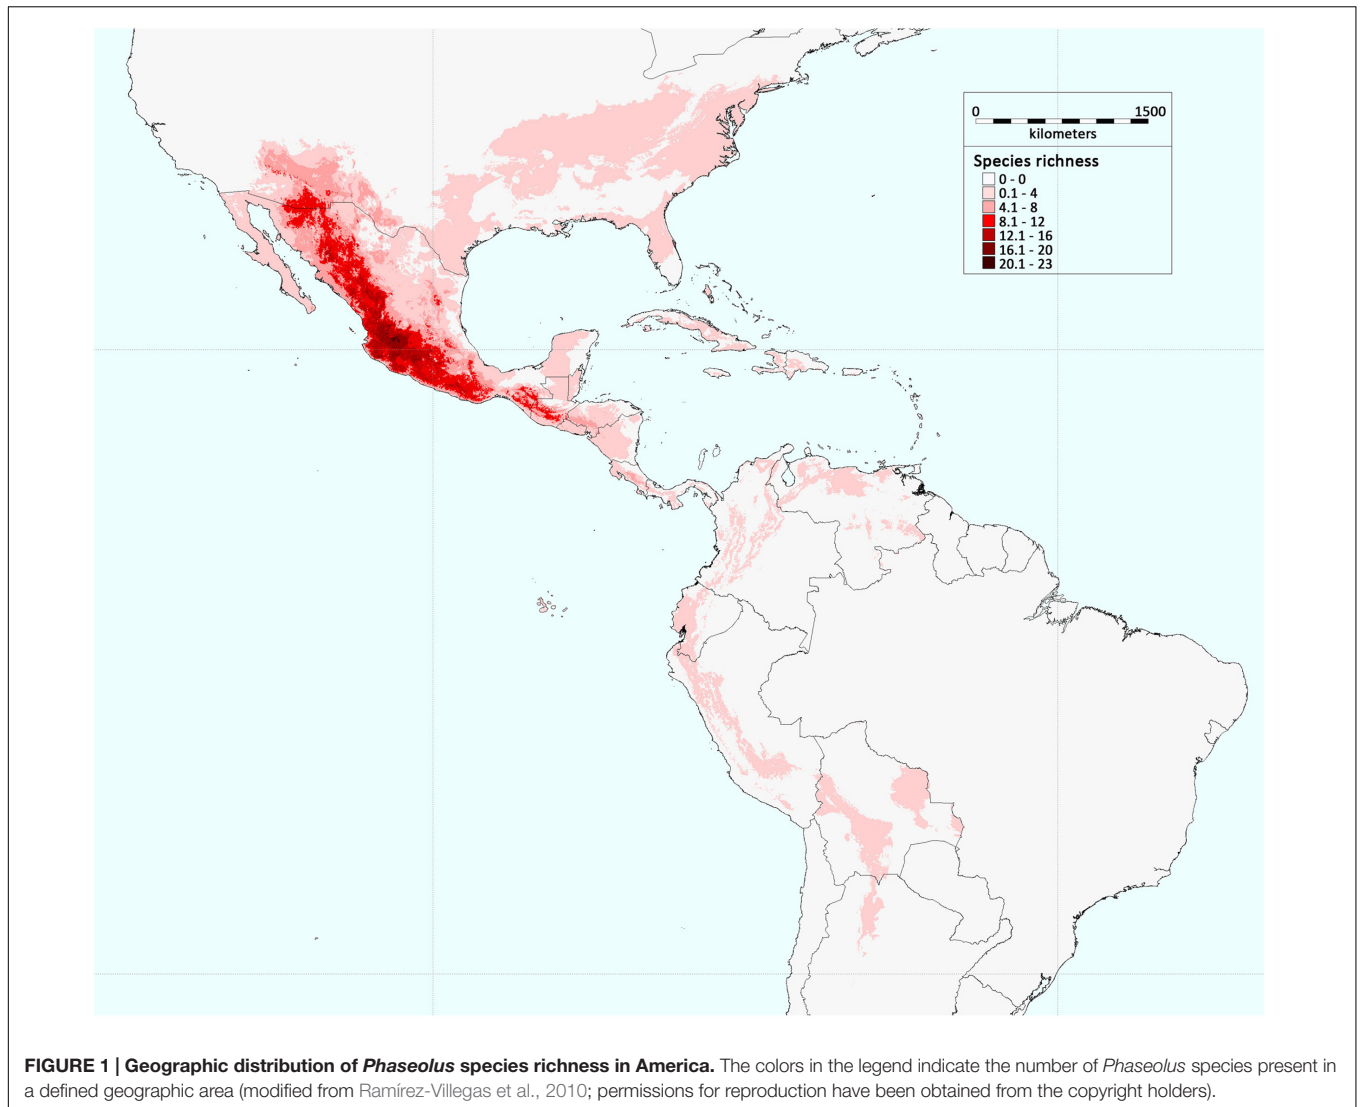 0 1500
kilometers
Species richness
0 - 0
0.1 - 4
4.1 - 8
8.1 - 12
12.1 - 16
16.1 - 20
20.1 - 23
FIGURE 1 | Geographic distribution of Phaseolus species richness in America. The colors in the legend indicate the number of Phaseolus species present in
a defined geographic area (modified from Ramírez-Villegas et al., 2010; permissions for reproduction have been obtained from the copyright holders).